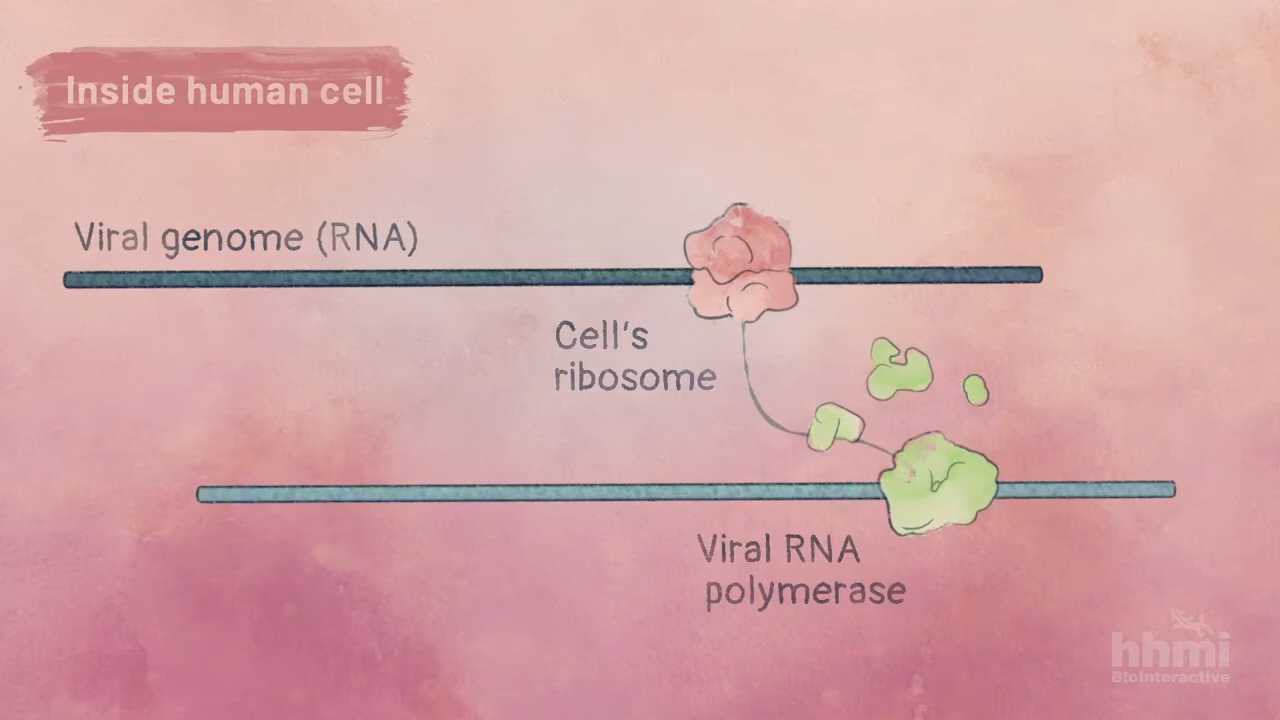 Inside human cell
Viral genome (RNA)
Cell's
ribosome
Viral RNA
polymerase
hhmi
BioInteractive